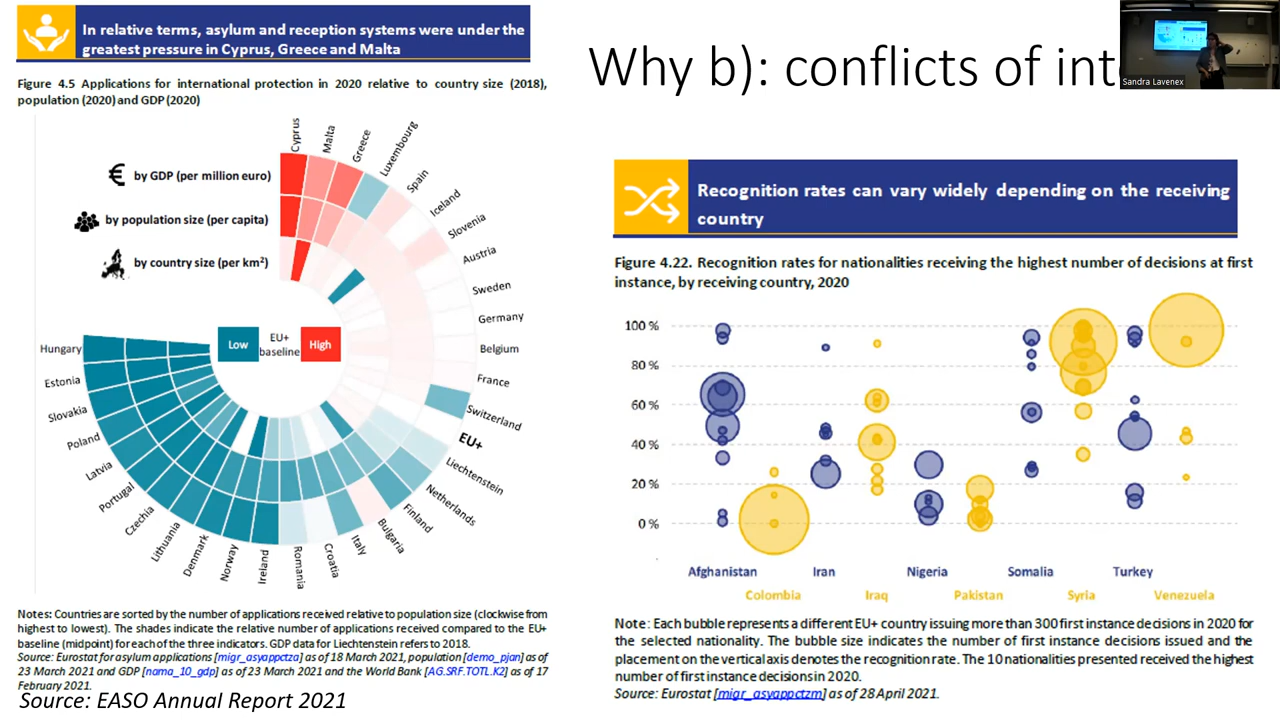 In relative terms, asylum and reception systems were under the
greatest pressure in Cyprus, Greece and Malta
Why b): conflicts of int
Sandra Lavenex
Figure 4.5 Applications for international protection in 2020 relative to country size (2018),
population (2020) and GDP (2020)
€ by GDP (per million euro)
by population size (per capita)
by country size (per km²)
Low
EU+
baseline
High
Cyprus
Malta
Greece
Luxembourg
Spain
Iceland
Slovenia
Austria
Sweden
Germany
Belgium
France
Switzerland
EU+
Liechtenstein
Netherlands
Finland
Bulgaria
Italy
Croatia
Romania
Ireland
Norway
Denmark
Lithuania
Czechia
Portugal
Latvia
Poland
Slovakia
Estonia
Hungary
Notes: Countries are sorted by the number of applications received relative to population size (clockwise from
highest to lowest). The shades indicate the relative number of applications received compared to the EU+
baseline (midpoint) for each of the three indicators. GDP data for Liechtenstein refers to 2018.
Source: Eurostat for asylum applications [migr_asyappctza] as of 18 March 2021, population [demo_pjan] as of
23 March 2021 and GDP [nama_10_gdp] as of 23 March 2021 and the World Bank [AG.SRF.TOTL.K2] as of 17
February 2021.
Source: EASO Annual Report 2021
Recognition rates can vary widely depending on the receiving
country
Figure 4.22. Recognition rates for nationalities receiving the highest number of decisions at first
instance, by receiving country, 2020
100 %
80 %
60 %
40 %
20 %
0 %
Afghanistan
Iran
Nigeria
Somalia
Turkey
Colombia
Iraq
Pakistan
Syria
Venezuela
Note: Each bubble represents a different EU+ country issuing more than 300 first instance decisions in 2020 for
the selected nationality. The bubble size indicates the number of first instance decisions issued and the
placement on the vertical axis denotes the recognition rate. The 10 nationalities presented received the highest
number of first instance decisions in 2020.
Source: Eurostat [migr_asyappctzm] as of 28 April 2021.